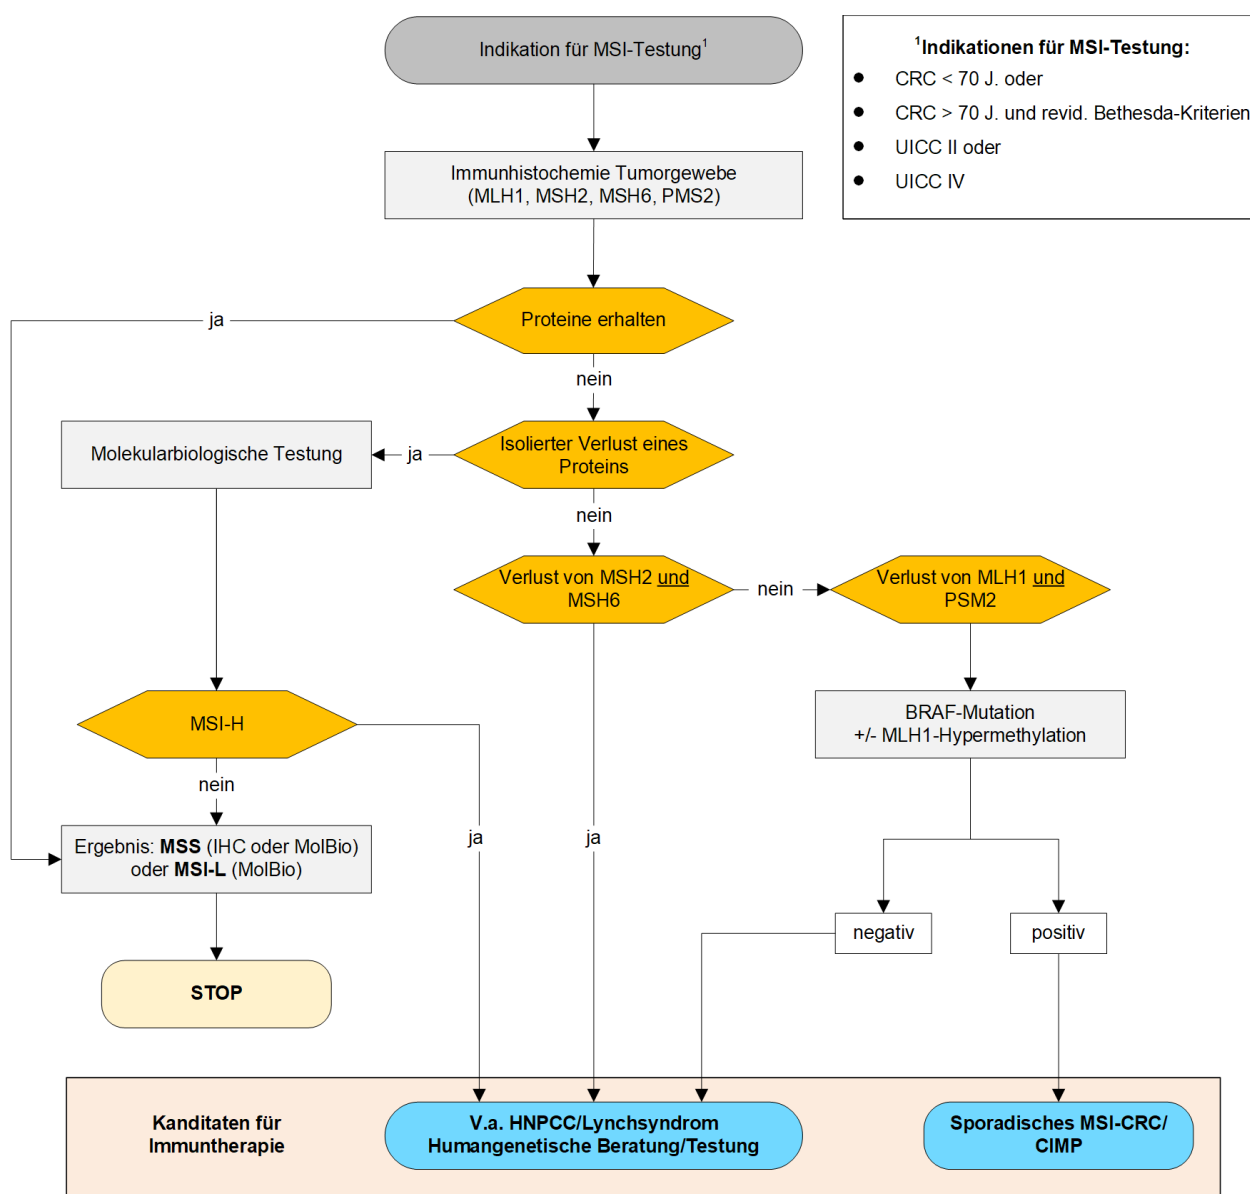 Indikation für MSI-Testung¹
¹Indikationen für MSI-Testung:
● CRC < 70 J. oder
● CRC > 70 J. und revid. Bethesda-Kriterien
● UICC II oder
● UICC IV
Immunhistochemie Tumorgewebe
(MLH1, MSH2, MSH6, PMS2)
ja
Proteine erhalten
nein
Molekularbiologische Testung
ja
Isolierter Verlust eines
Proteins
nein
Verlust von MSH2 und
MSH6
nein
Verlust von MLH1 und
PSM2
MSI-H
nein
BRAF-Mutation
+/- MLH1-Hypermethylation
ja
ja
Ergebnis: MSS (IHC oder MolBio)
oder MSI-L (MolBio)
negativ
positiv
STOP
Kanditaten für
Immuntherapie
V.a. HNPCC/Lynchsyndrom
Humangenetische Beratung/Testung
Sporadisches MSI-CRC/
CIMP